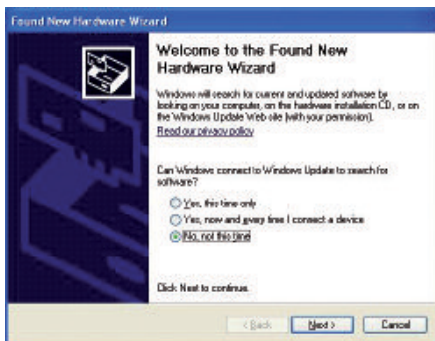 Found New Hardware Wizard
Welcome to the Found New
Hardware Wizard
Windows will search for current and updated software by
looking on your computer, on the hardware installation CD, or on
the Windows Update Web site (with your permission).
Read our privacy policy
Can Windows connect to Windows Update to search for
software?
Yes, this time only
Yes, now and every time I connect a device
No, not this time
Click Next to continue.
< Back
Next >
Cancel